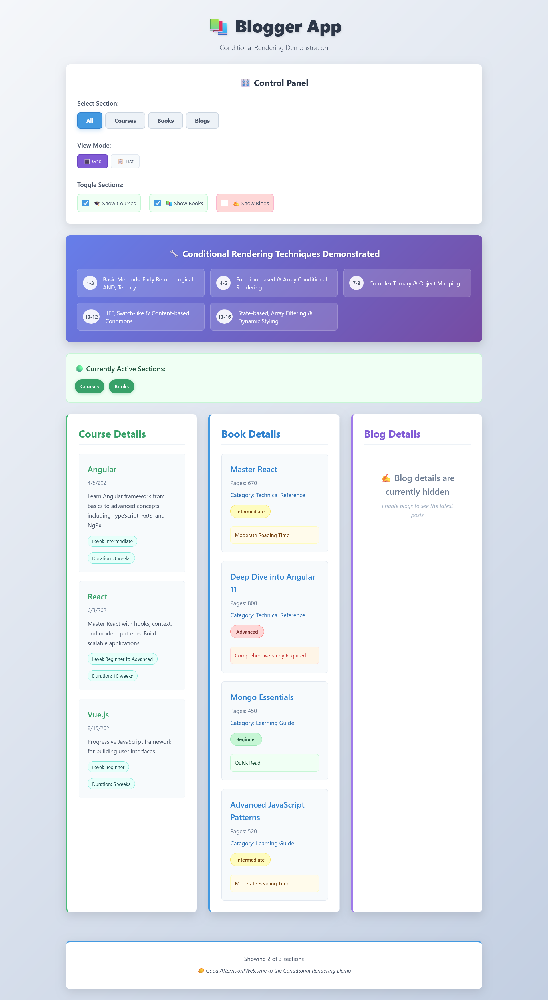 Blogger App
Conditional Rendering Demonstration
Control Panel
Select Section:
All
Courses
Books
Blogs
View Mode:
Grid
List
Toggle Sections:
Show Courses
Show Books
Show Blogs
Conditional Rendering Techniques Demonstrated
1-3
Basic Methods: Early Return, Logical
AND, Ternary
4-6
Function-based & Array Conditional
Rendering
7-9
Complex Ternary & Object Mapping
10-12
IIFE, Switch-like & Content-based
Conditions
13-16
State-based, Array Filtering &
Dynamic Styling
Currently Active Sections:
Courses
Books
Course Details
Angular
4/5/2021
Learn Angular framework from
basics to advanced concepts
including TypeScript, RxJS, and
NgRx
Level: Intermediate
Duration: 8 weeks
React
6/3/2021
Master React with hooks, context,
and modern patterns. Build
scalable applications.
Level: Beginner to Advanced
Duration: 10 weeks
Vue.js
8/15/2021
Progressive JavaScript framework
for building user interfaces
Level: Beginner
Duration: 6 weeks
Book Details
Master React
Pages: 670
Category: Technical Reference
Intermediate
Moderate Reading Time
Deep Dive into Angular
11
Pages: 800
Category: Technical Reference
Advanced
Comprehensive Study Required
Mongo Essentials
Pages: 450
Category: Learning Guide
Beginner
Quick Read
Advanced JavaScript
Patterns
Pages: 520
Category: Learning Guide
Intermediate
Moderate Reading Time
Blog Details
Blog details are
currently hidden
Enable blogs to see the latest
posts
Showing 2 of 3 sections
Good Afternoon!Welcome to the Conditional Rendering Demo